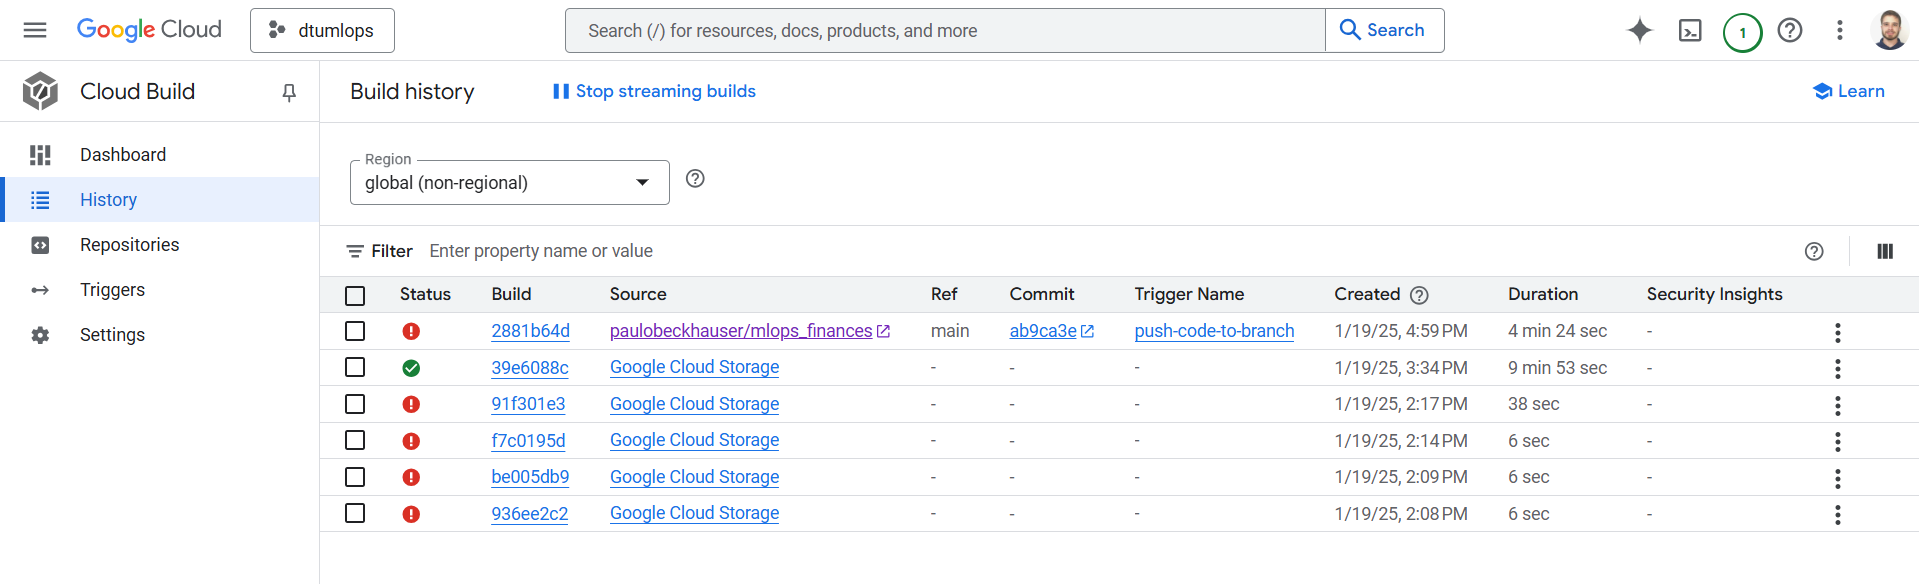 Google Cloud dtumlops Search (/) for resources, docs, products, and more Search 1
Cloud Build
Build history Stop streaming builds Learn
Dashboard
History
Repositories
Triggers
Settings
Region
global (non-regional)
Filter Enter property name or value
Status Build Source Ref Commit Trigger Name Created Duration Security Insights
2881b64d paulobeckhauser/mlops_finances main ab9ca3e push-code-to-branch 1/19/25, 4:59 PM 4 min 24 sec -
39e6088c Google Cloud Storage - - - 1/19/25, 3:34 PM 9 min 53 sec -
91f301e3 Google Cloud Storage - - - 1/19/25, 2:17 PM 38 sec -
f7c0195d Google Cloud Storage - - - 1/19/25, 2:14 PM 6 sec -
be005db9 Google Cloud Storage - - - 1/19/25, 2:09 PM 6 sec -
936ee2c2 Google Cloud Storage - - - 1/19/25, 2:08 PM 6 sec -